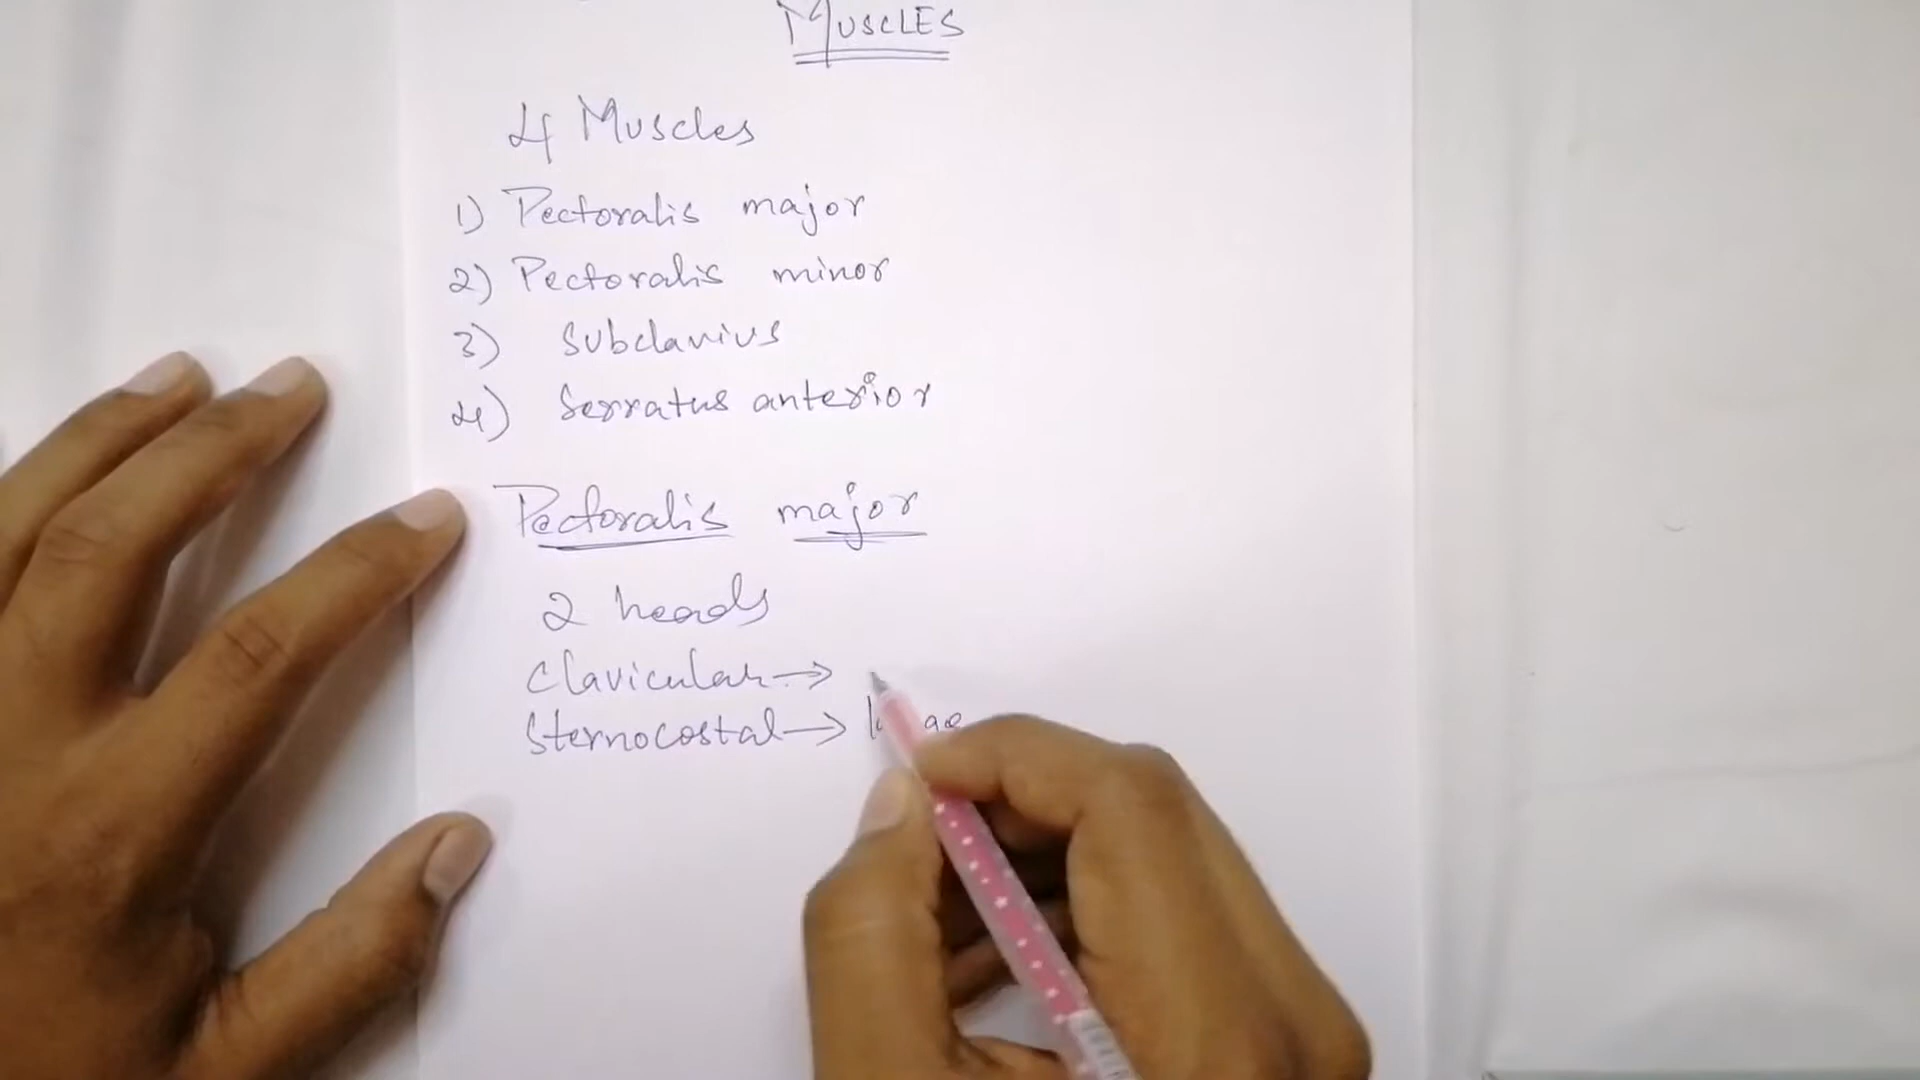 MUSCLES
4 Muscles
1) Pectoralis major
2) Pectoralis minor
3) Subclavius
4) Serratus anterior
Pectoralis major
2 heads
Clavicular →
Sternocostal →